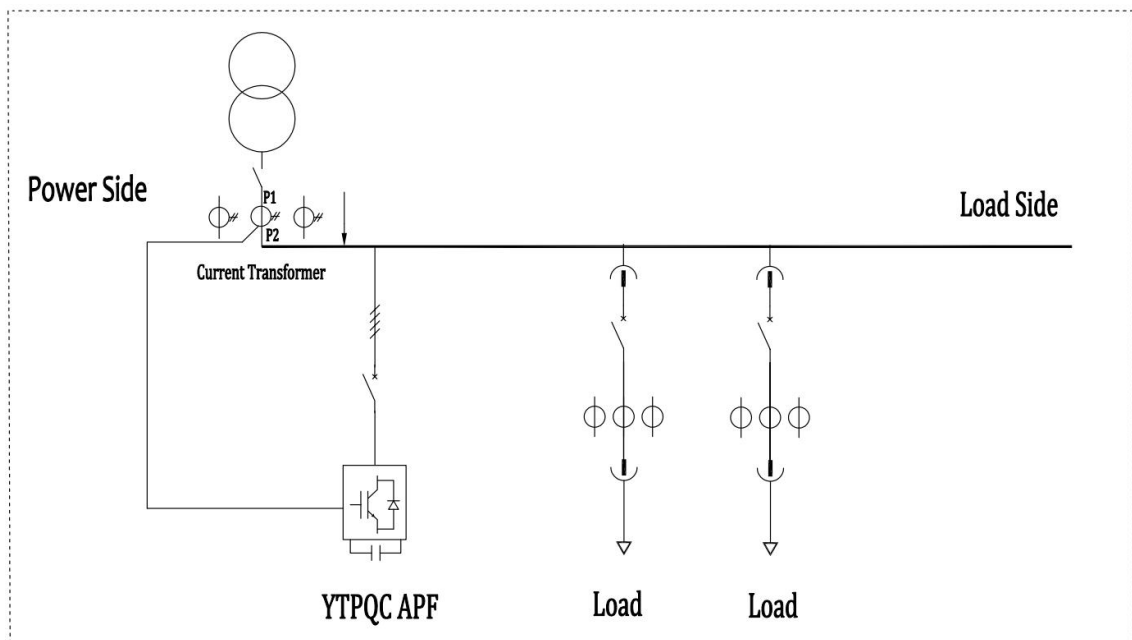 Power Side
P1
P2
Current Transformer
Load Side
YTPQC APF
Load
Load